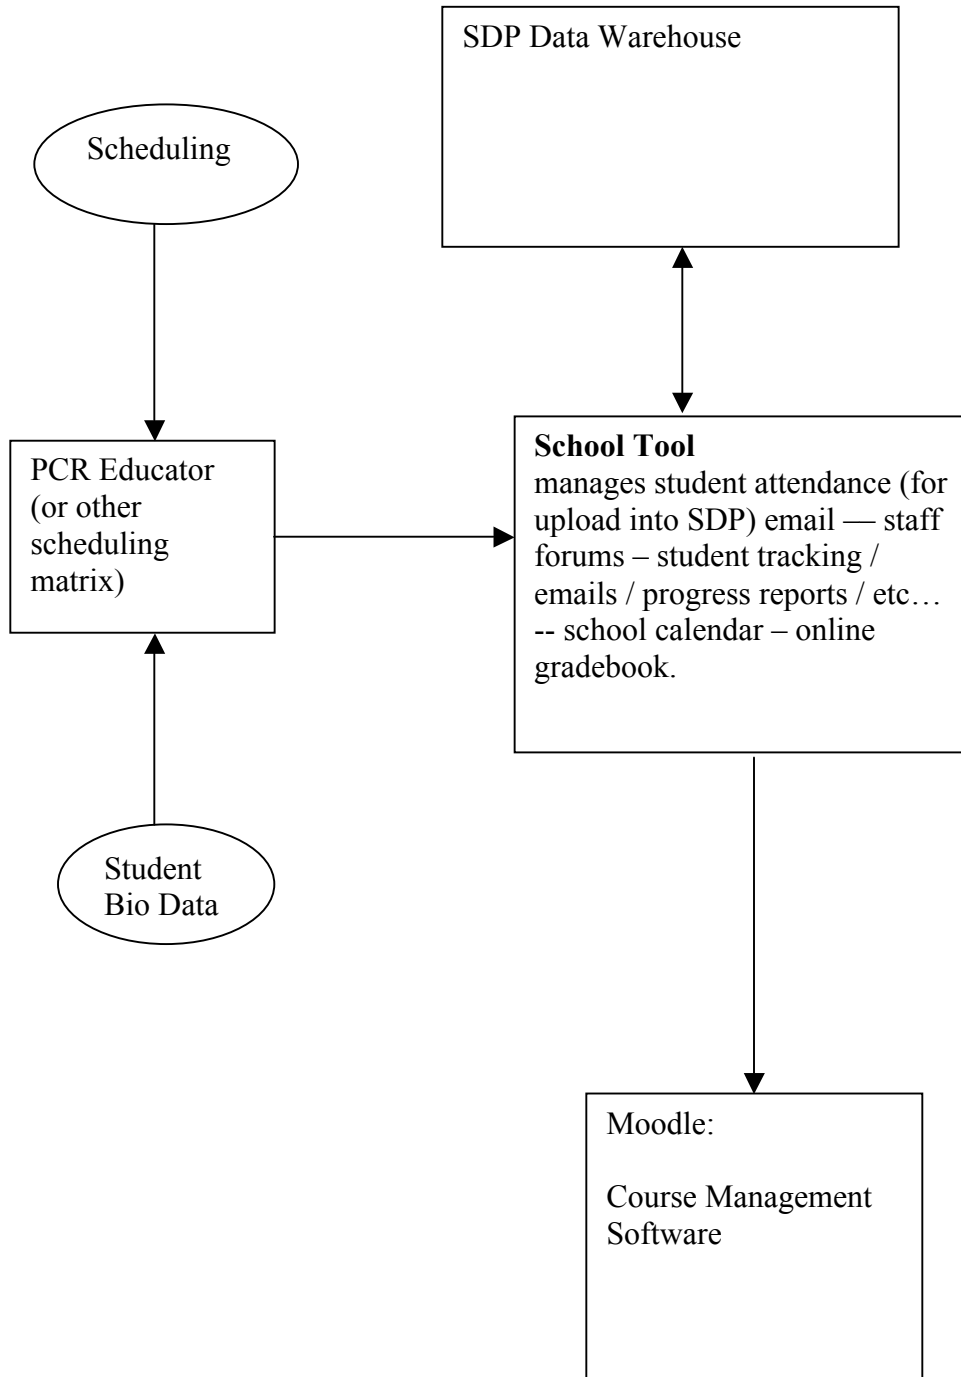 SDP Data Warehouse
Scheduling
PCR Educator
(or other
scheduling
matrix)
School Tool
manages student attendance (for
upload into SDP) email — staff
forums – student tracking /
emails / progress reports / etc…
-- school calendar – online
gradebook.
Student
Bio Data
Moodle:
Course Management
Software